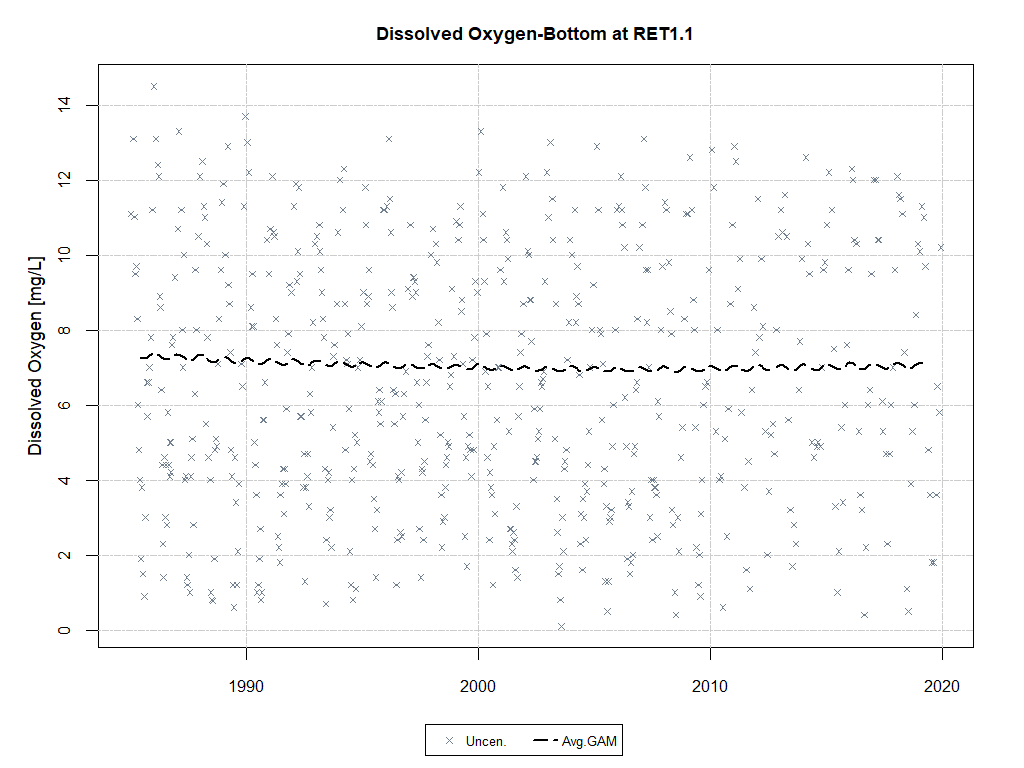 Dissolved Oxygen-Bottom at RET1.1
Dissolved Oxygen [mg/L]
14
12
10
8
6
4
2
0
1990 2000 2010 2020
Uncen. Avg.GAM